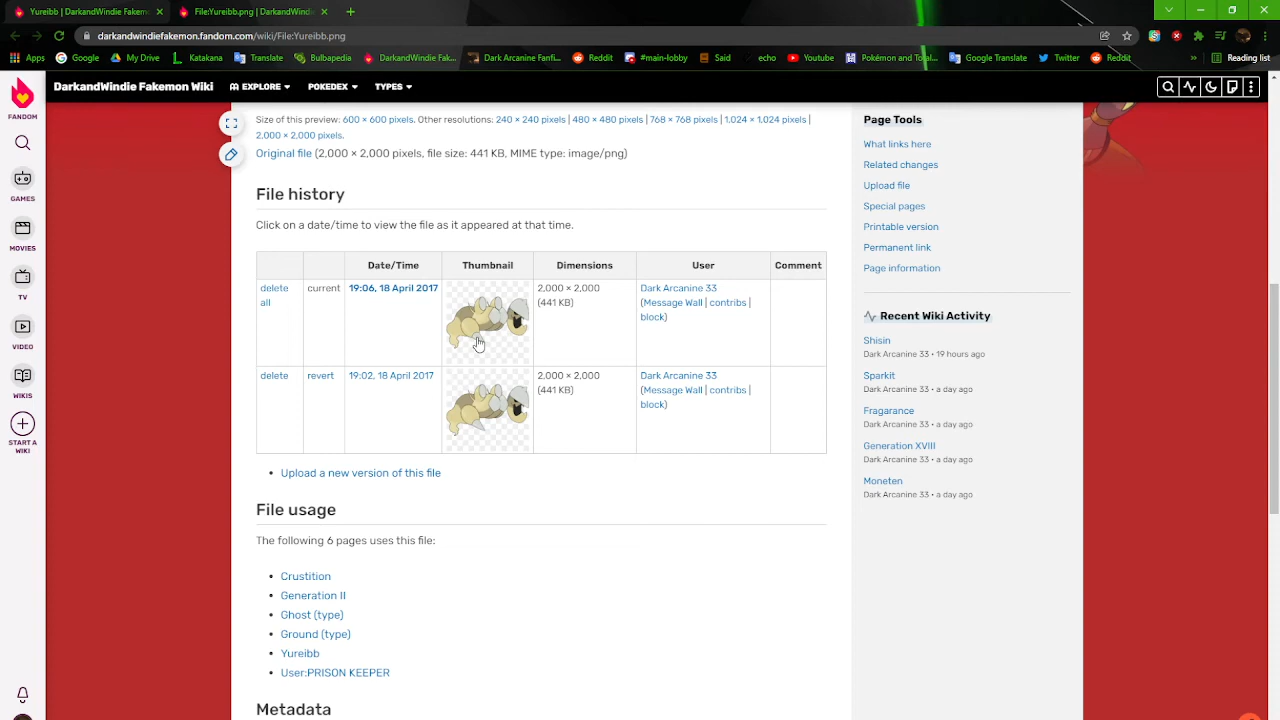 Yureibb | DarkandWindieFakemon
File:Yureibb.png | DarkandWindie
darkandwindiefakemon.fandom.com/wiki/File:Yureibb.png
Apps
Google
My Drive
Katakana
Translate
Bulbapedia
DarkandWindie Fak...
Dark Arcanine Fanfi...
Reddit
#main-lobby
Said
echo
Youtube
Pokémon and Total...
Google Translate
Twitter
Reddit
»
Reading list
FANDOM
GAMES
MOVIES
TV
VIDEO
WIKIS
START A
WIKI
DarkandWindie Fakemon Wiki
EXPLORE
POKEDEX
TYPES
Size of this preview: 600 × 600 pixels. Other resolutions: 240 × 240 pixels | 480 × 480 pixels | 768 × 768 pixels | 1,024 × 1,024 pixels |
2,000 × 2,000 pixels.
Original file (2,000 × 2,000 pixels, file size: 441 KB, MIME type: image/png)
File history
Click on a date/time to view the file as it appeared at that time.
Date/Time Thumbnail Dimensions User Comment
delete
all
current
19:06, 18 April 2017
2,000 × 2,000
(441 KB)
Dark Arcanine 33
(Message Wall | contribs |
block)
delete
revert
19:02, 18 April 2017
2,000 × 2,000
(441 KB)
Dark Arcanine 33
(Message Wall | contribs |
block)
• Upload a new version of this file
File usage
The following 6 pages uses this file:
• Crustition
• Generation II
• Ghost (type)
• Ground (type)
• Yureibb
• User:PRISON KEEPER
Metadata
Page Tools
What links here
Related changes
Upload file
Special pages
Printable version
Permanent link
Page information
Recent Wiki Activity
Shisin
Dark Arcanine 33 • 19 hours ago
Sparkit
Dark Arcanine 33 • a day ago
Fragarance
Dark Arcanine 33 • a day ago
Generation XVIII
Dark Arcanine 33 • a day ago
Moneten
Dark Arcanine 33 • a day ago